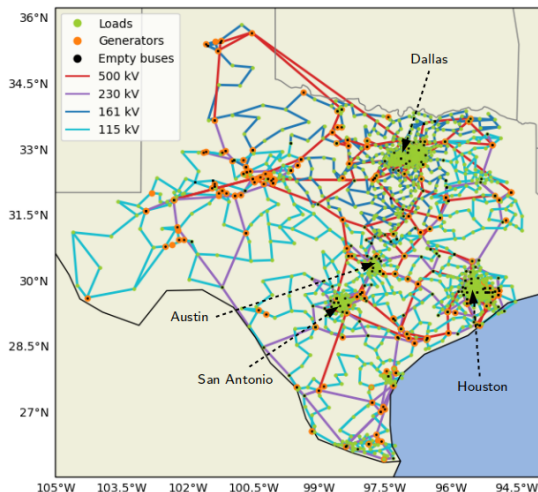 36°N
Loads
Generators
Empty buses
500 kV
230 kV
161 kV
115 kV
Dallas
34.5°N
33°N
31.5°N
30°N
Austin
28.5°N
San Antonio
Houston
27°N
105°W 103.5°W 102°W 100.5°W 99°W 97.5°W 96°W 94.5°W